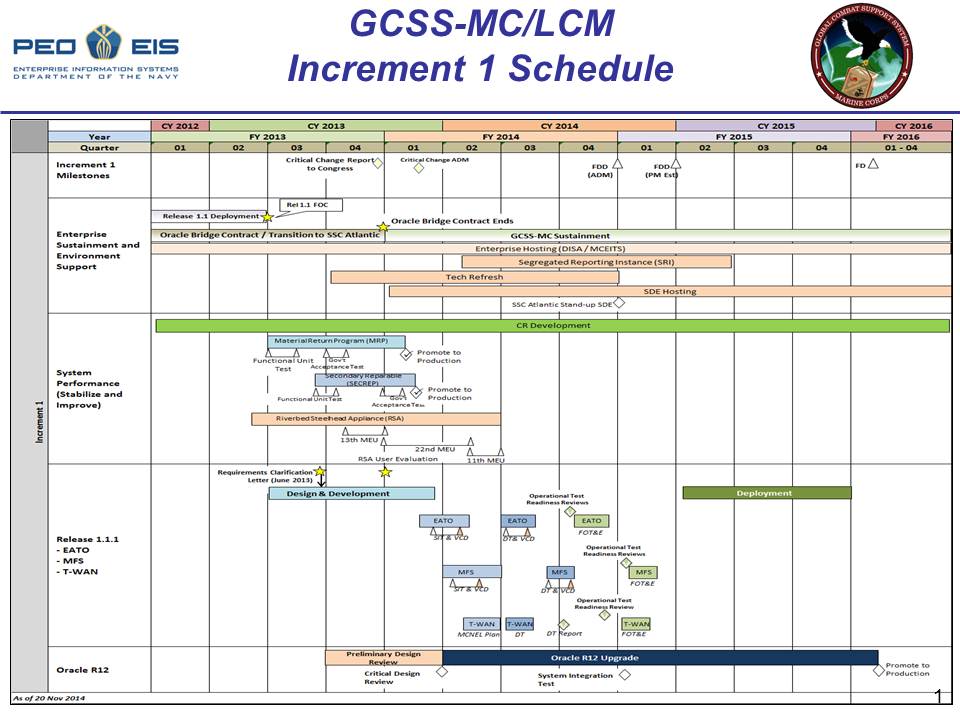 GCSS-MC/LCM
Increment 1 Schedule
PEO EIS
ENTERPRISE INFORMATION SYSTEMS
DEPARTMENT OF THE NAVY
GLOBAL COMBAT SUPPORT SYSTEM
MARINE CORPS
CY 2012 CY 2013 CY 2014 CY 2015 CY 2016
Year FY 2013 FY 2014 FY 2015 FY 2016
Quarter 01 02 03 04 01 02 03 04 01 02 03 04 01 - 04
Increment 1
Increment 1
Milestones
Critical Change Report
to Congress
Critical Change ADM
FDD
(ADM)
FDD
(PM Est)
FD
Enterprise
Sustainment and
Environment
Support
Rel 1.1 FOC
Release 1.1 Deployment
Oracle Bridge Contract Ends
Oracle Bridge Contract / Transition to SSC Atlantic
GCSS-MC Sustainment
Enterprise Hosting (DISA / MCEITS)
Segregated Reporting Instance (SRI)
Tech Refresh
SDE Hosting
SSC Atlantic Stand-up SDE
System
Performance
(Stabilize and
Improve)
CR Development
Material Return Program (MRP)
Functional Unit
Test
Gov't
Acceptance Test
Promote to
Production
Secondary Reparable
(SECREP)
Functional Unit Test
Gov't
Acceptance Test
Promote to
Production
Riverbed Steelhead Appliance (RSA)
13th MEU
22nd MEU
RSA User Evaluation
11th MEU
Release 1.1.1
- EATO
- MFS
- T-WAN
Requirements Clarification
Letter (June 2013)
Design & Development
Deployment
Operational Test
Readiness Reviews
EATO EATO EATO
SIT & VCD DT& VCD FOT&E
Operational Test
Readiness Reviews
MFS MFS MFS
SIT & VCD DT & VCD FOT&E
Operational Test
Readiness Review
T-WAN T-WAN T-WAN
MCNEL Plan DT DT Report FOT&E
Oracle R12
Preliminary Design
Review
Oracle R12 Upgrade
Critical Design
Review
System Integration
Test
Promote to
Production
As of 20 Nov 2014
1